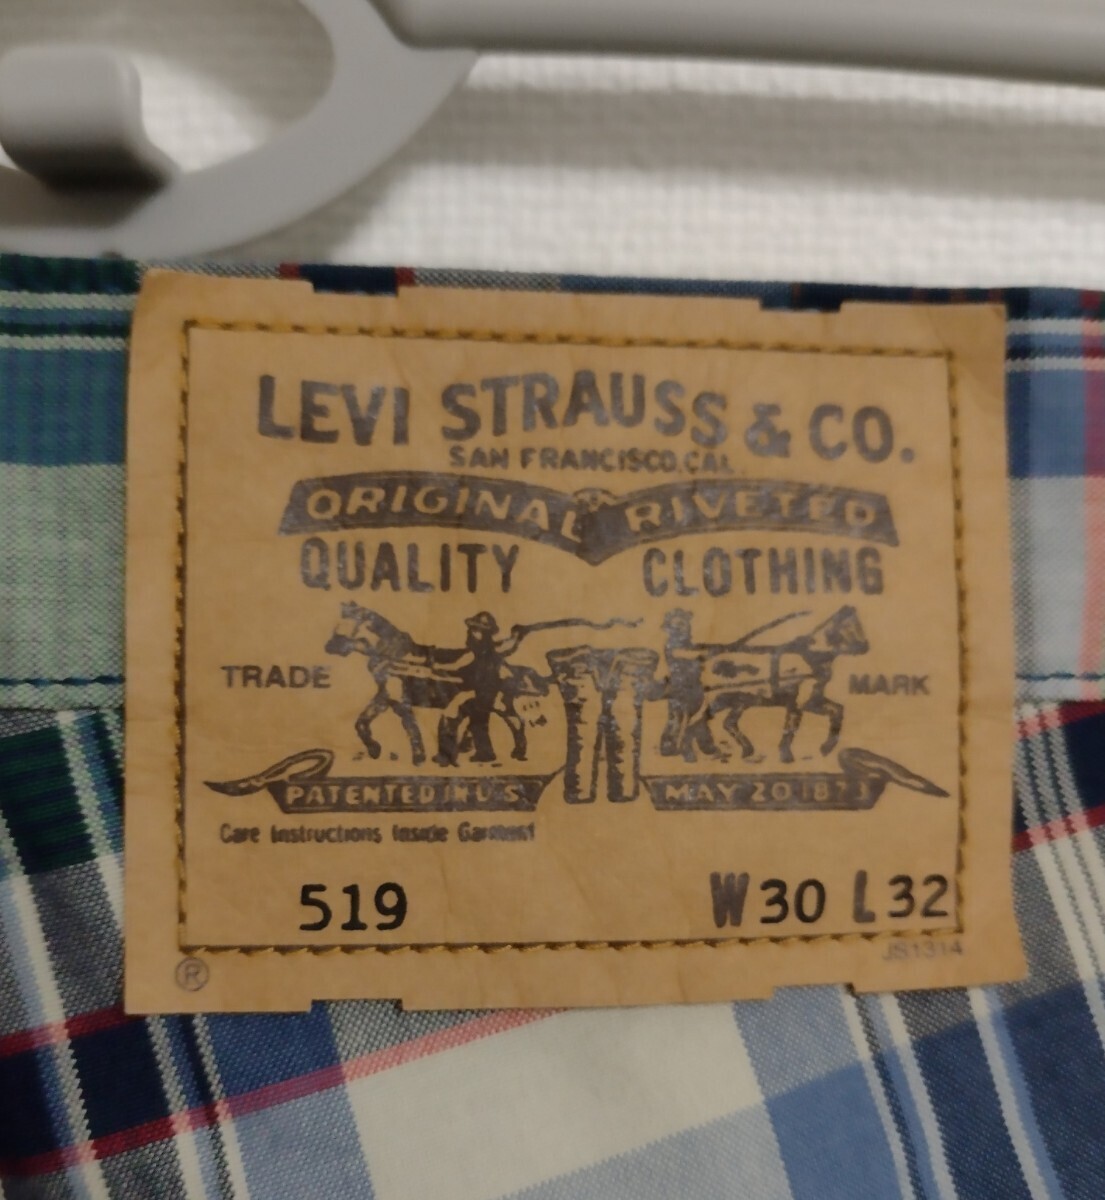 LEVI STRAUSS & CO.
SAN FRANCISCO, CAL.
ORIGINAL RIVETED
QUALITY CLOTHING
TRADE MARK
PATENTED IN U.S. MAY 20 1873
Care Instructions Inside Garment
519 W30 L32
JS1314
®